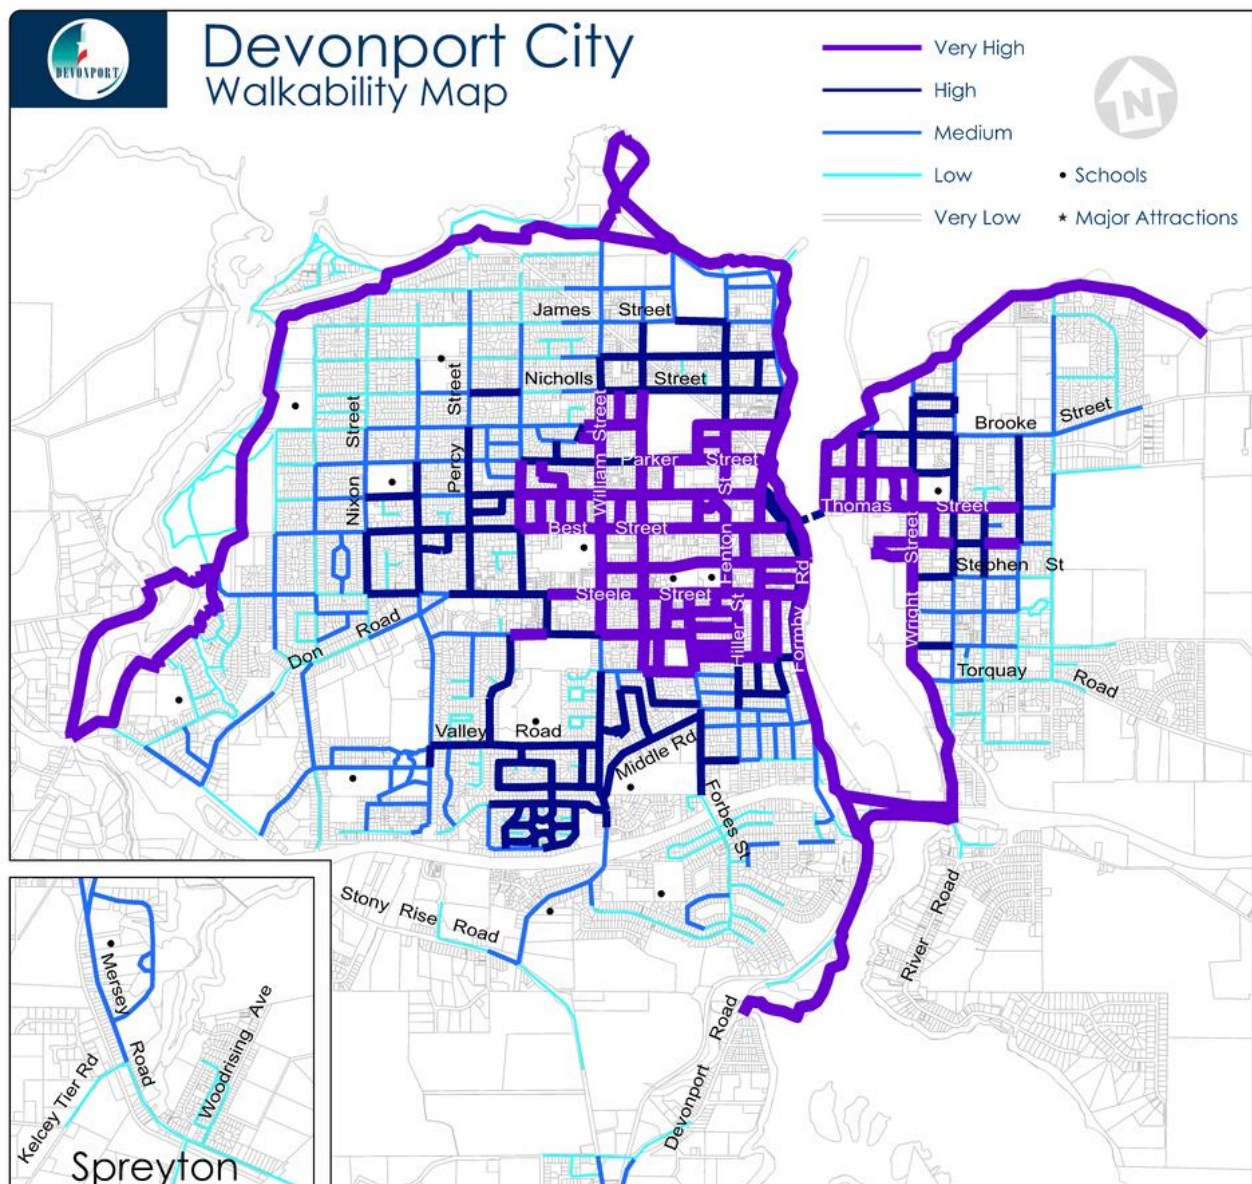 DEVONPORT
Devonport City
Walkability Map
Very High
High
Medium
Low
Very Low
N
Schools
Major Attractions
James Street
Nicholls Street
Nixon Street
Percy Street
William Street
Parker Street
Best Street
Fenton St
Steele Street
Hiller St
Formby Rd
Don Road
Valley Road
Middle Rd
Forbes St
Stony Rise Road
Devonport Road
River Road
Brooke Street
Thomas Street
Stephen St
Wright Street
Torquay Road
Mersey Road
Kelcey Tier Rd
Woodrising Ave
Spreyton